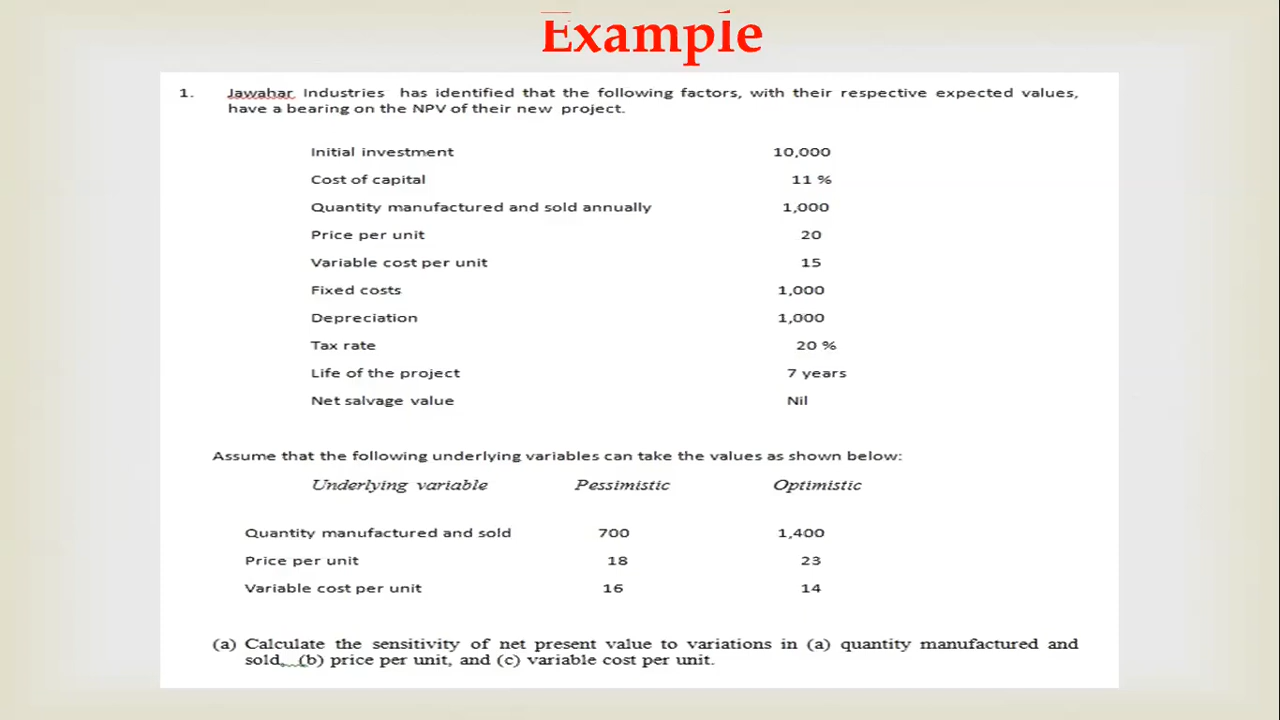 Example
1. Jawahar Industries has identified that the following factors, with their respective expected values,
have a bearing on the NPV of their new project.
Initial investment 10,000
Cost of capital 11 %
Quantity manufactured and sold annually 1,000
Price per unit 20
Variable cost per unit 15
Fixed costs 1,000
Depreciation 1,000
Tax rate 20 %
Life of the project 7 years
Net salvage value Nil
Assume that the following underlying variables can take the values as shown below:
Underlying variable Pessimistic Optimistic
Quantity manufactured and sold 700 1,400
Price per unit 18 23
Variable cost per unit 16 14
(a) Calculate the sensitivity of net present value to variations in (a) quantity manufactured and
sold, (b) price per unit, and (c) variable cost per unit.